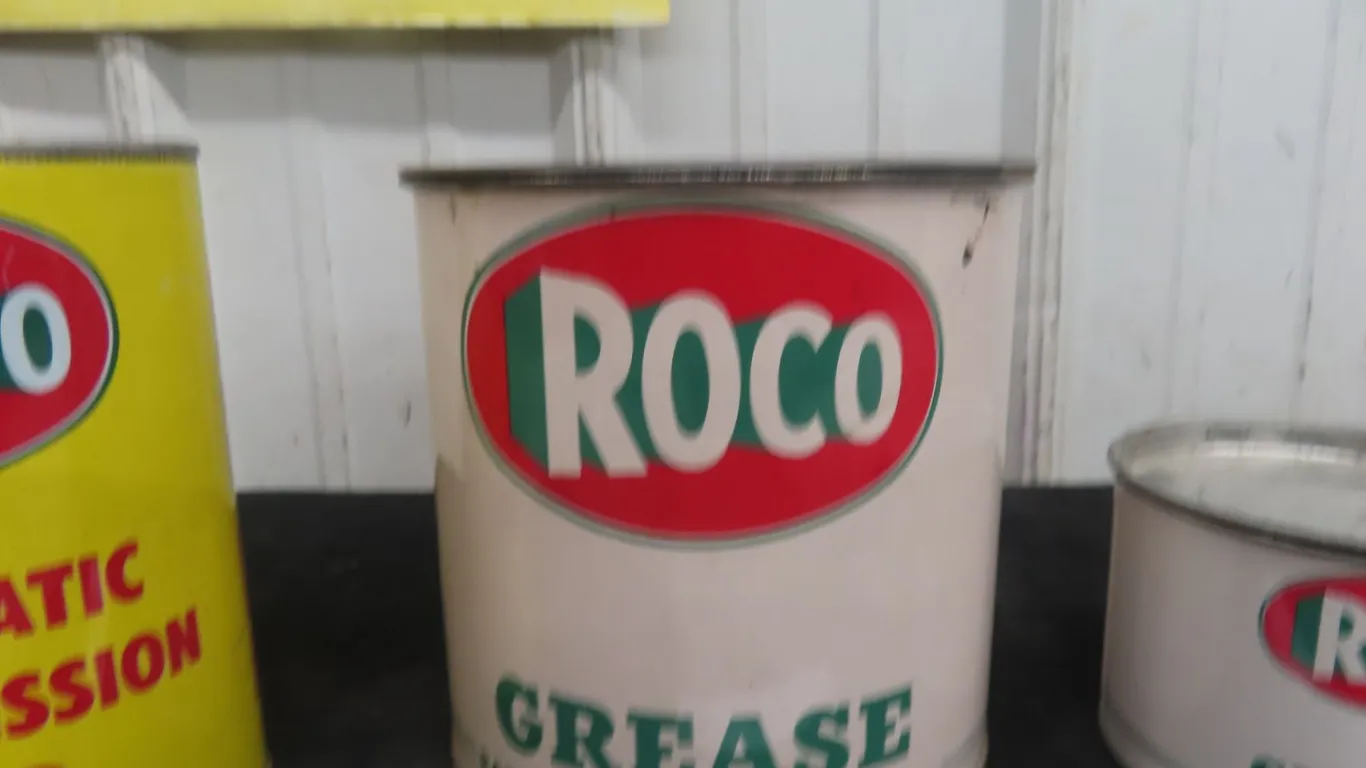 O
ATIC
SSION
ROCO
GREASE
R